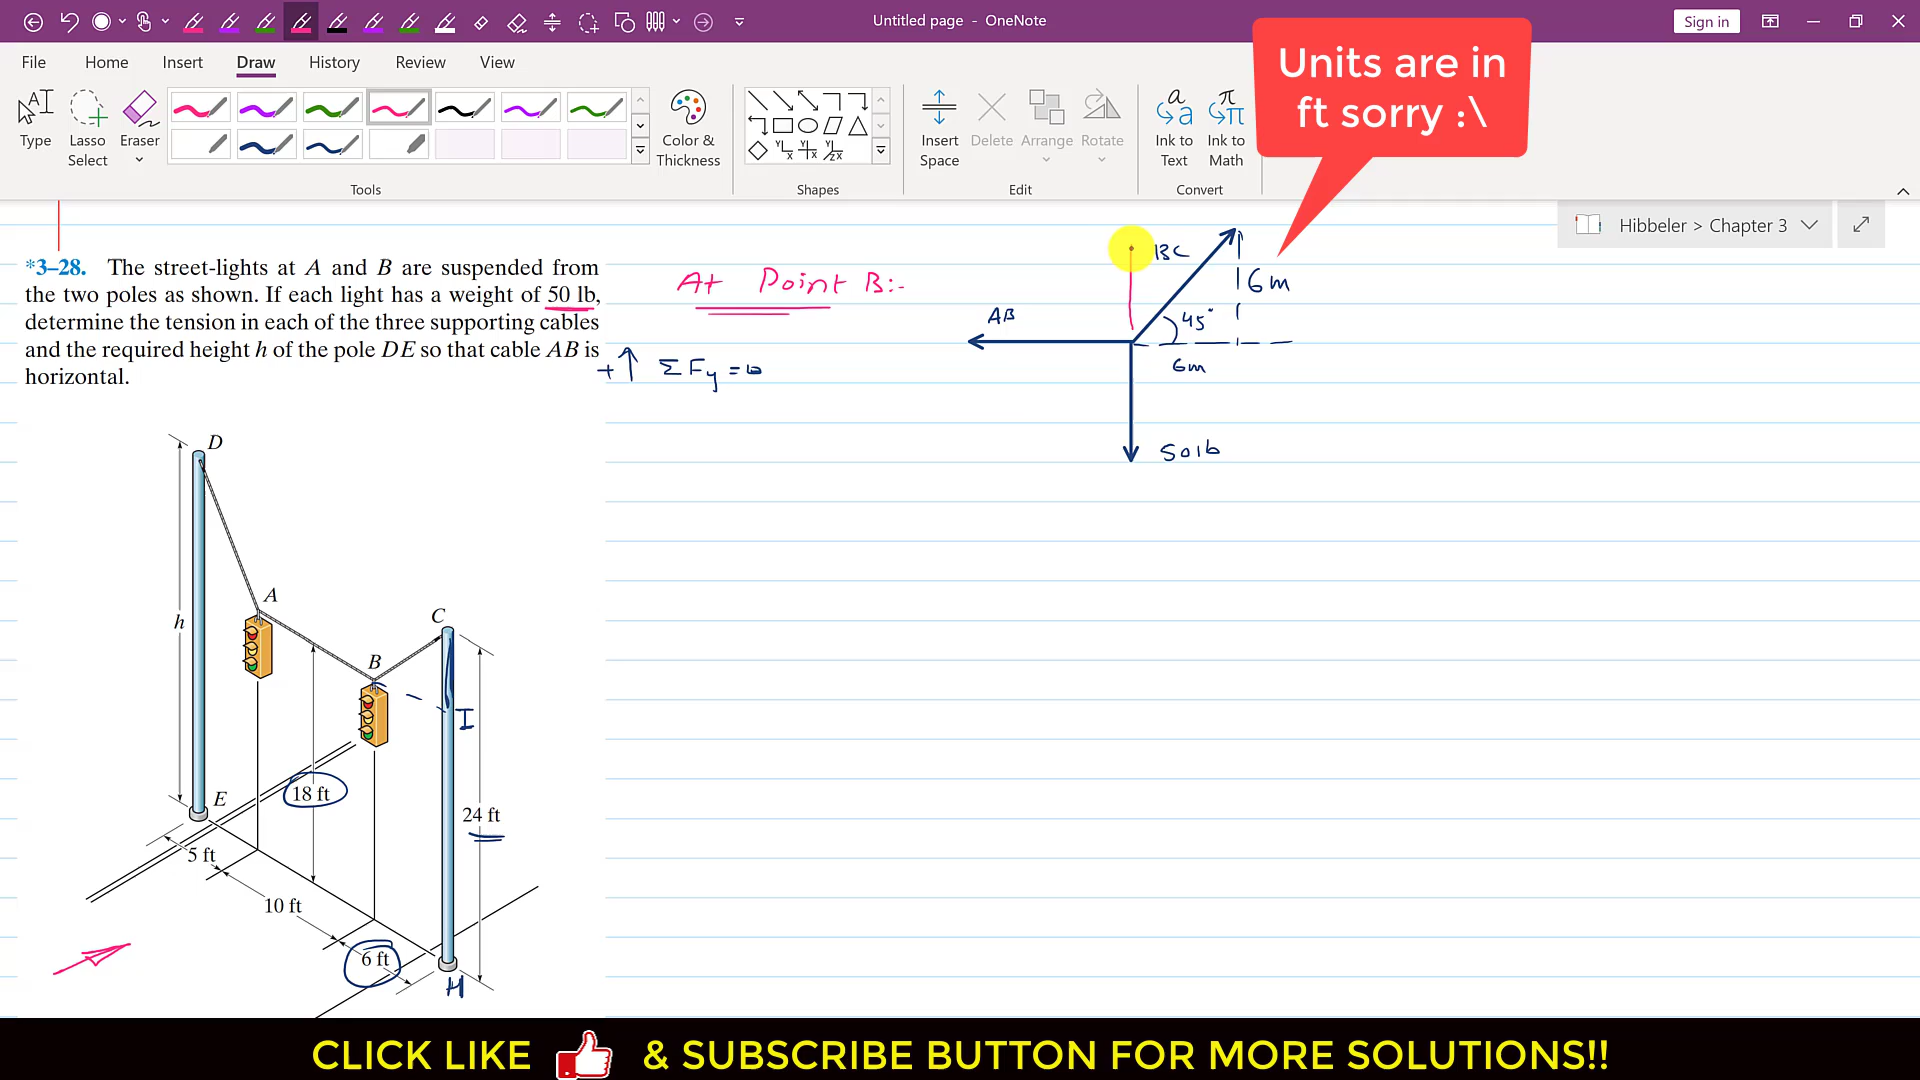 Untitled page - OneNote
Sign in
File Home Insert Draw History Review View
Type
Lasso Select
Eraser
Color & Thickness
Insert Space
Delete
Arrange
Rotate
Ink to Text
Ink to Math
Tools
Shapes
Edit
Convert
Units are in
ft sorry :\
Hibbeler > Chapter 3
*3–28. The street-lights at A and B are suspended from
the two poles as shown. If each light has a weight of 50 lb,
determine the tension in each of the three supporting cables
and the required height h of the pole DE so that cable AB is
horizontal.
At Point B:-
+↑ ΣFy = 0
BC
6m
AB
45°
6m
50lb
D
A
C
h
B
I
18 ft
E
24 ft
5 ft
10 ft
6 ft
H
CLICK LIKE & SUBSCRIBE BUTTON FOR MORE SOLUTIONS!!